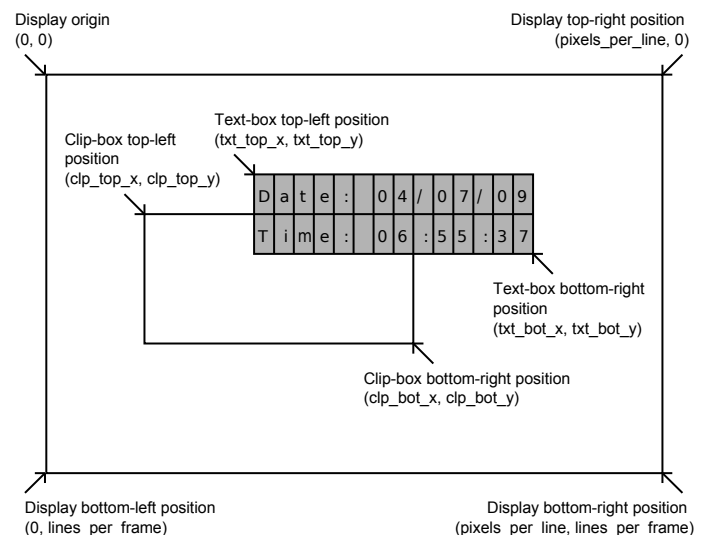 Display origin
(0, 0)
Display top-right position
(pixels_per_line, 0)
Text-box top-left position
(txt_top_x, txt_top_y)
Clip-box top-left
position
(clp_top_x, clp_top_y)
Date: 04/07/09
Time: 06:55:37
Text-box bottom-right
position
(txt_bot_x, txt_bot_y)
Clip-box bottom-right position
(clp_bot_x, clp_bot_y)
Display bottom-left position
(0, lines_per_frame)
Display bottom-right position
(pixels_per_line, lines_per_frame)